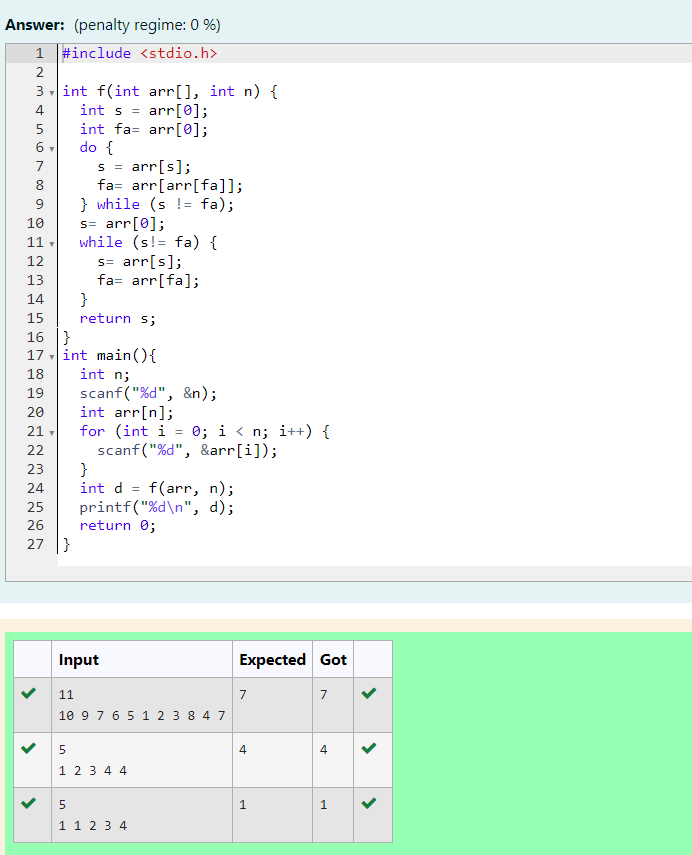 Answer: (penalty regime: 0 %)
1 #include <stdio.h>
2
3 int f(int arr[], int n) {
4   int s = arr[0];
5   int fa= arr[0];
6   do {
7     s = arr[s];
8     fa= arr[arr[fa]];
9   } while (s != fa);
10   s= arr[0];
11   while (s!= fa) {
12     s= arr[s];
13     fa= arr[fa];
14   }
15   return s;
16 }
17 int main(){
18   int n;
19   scanf("%d", &n);
20   int arr[n];
21   for (int i = 0; i < n; i++) {
22     scanf("%d", &arr[i]);
23   }
24   int d = f(arr, n);
25   printf("%d\n", d);
26   return 0;
27 }
Input Expected Got
11 7 7
10 9 7 6 5 1 2 3 8 4 7
5 4 4
1 2 3 4 4
5 1 1
1 1 2 3 4